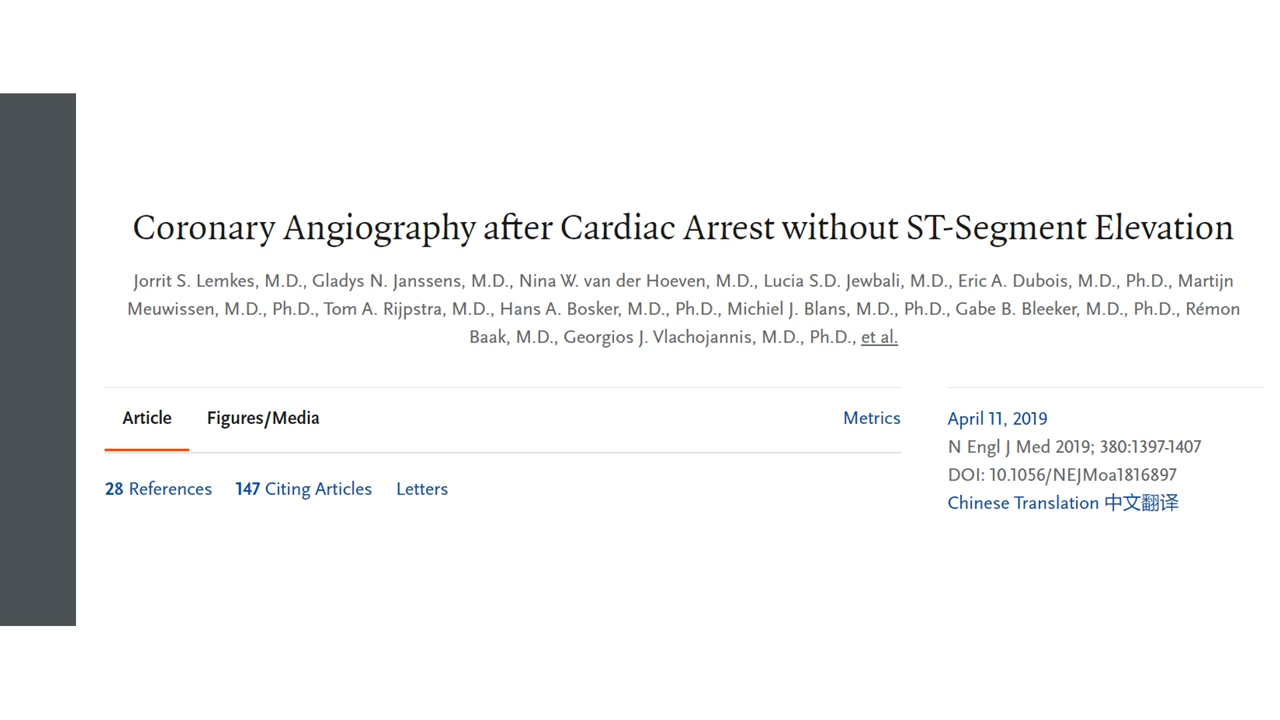 Coronary Angiography after Cardiac Arrest without ST-Segment Elevation
Jorrit S. Lemkes, M.D., Gladys N. Janssens, M.D., Nina W. van der Hoeven, M.D., Lucia S.D. Jewbali, M.D., Eric A. Dubois, M.D., Ph.D., Martijn
Meuwissen, M.D., Ph.D., Tom A. Rijpstra, M.D., Hans A. Bosker, M.D., Ph.D., Michiel J. Blans, M.D., Ph.D., Gabe B. Bleeker, M.D., Ph.D., Rémon
Baak, M.D., Georgios J. Vlachojannis, M.D., Ph.D., et al.
Article Figures/Media Metrics
28 References 147 Citing Articles Letters
April 11, 2019
N Engl J Med 2019; 380:1397-1407
DOI: 10.1056/NEJMoa1816897
Chinese Translation 中文翻译